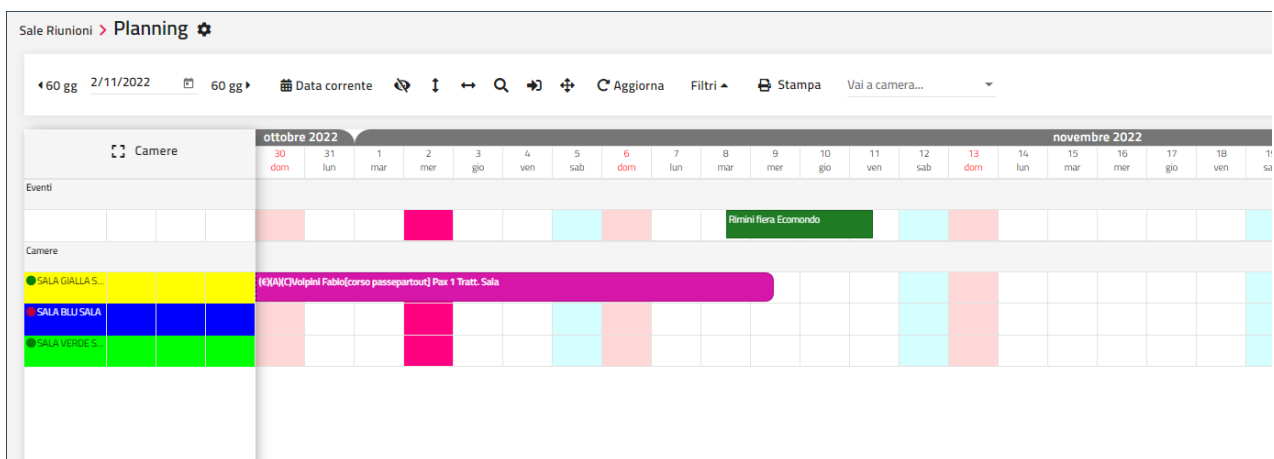 Sale Riunioni > Planning
60 gg 2/11/2022 60 gg Data corrente Aggiorna Filtri Stampa Vai a camera...
Camere
ottobre 2022 novembre 2022
30 31 1 2 3 4 5 6 7 8 9 10 11 12 13 14 15 16 17 18
dom lun mar mer gio ven sab dom lun mar mer gio ven sab dom lun mar mer gio ven
Eventi
Rimini fiera Ecomondo
Camere
SALA GIALLA S... (€)(A)(C)Volpini Fabio[corso passepartout] Pax 1 Tratt. Sala
SALA BLU SALA
SALA VERDE S...